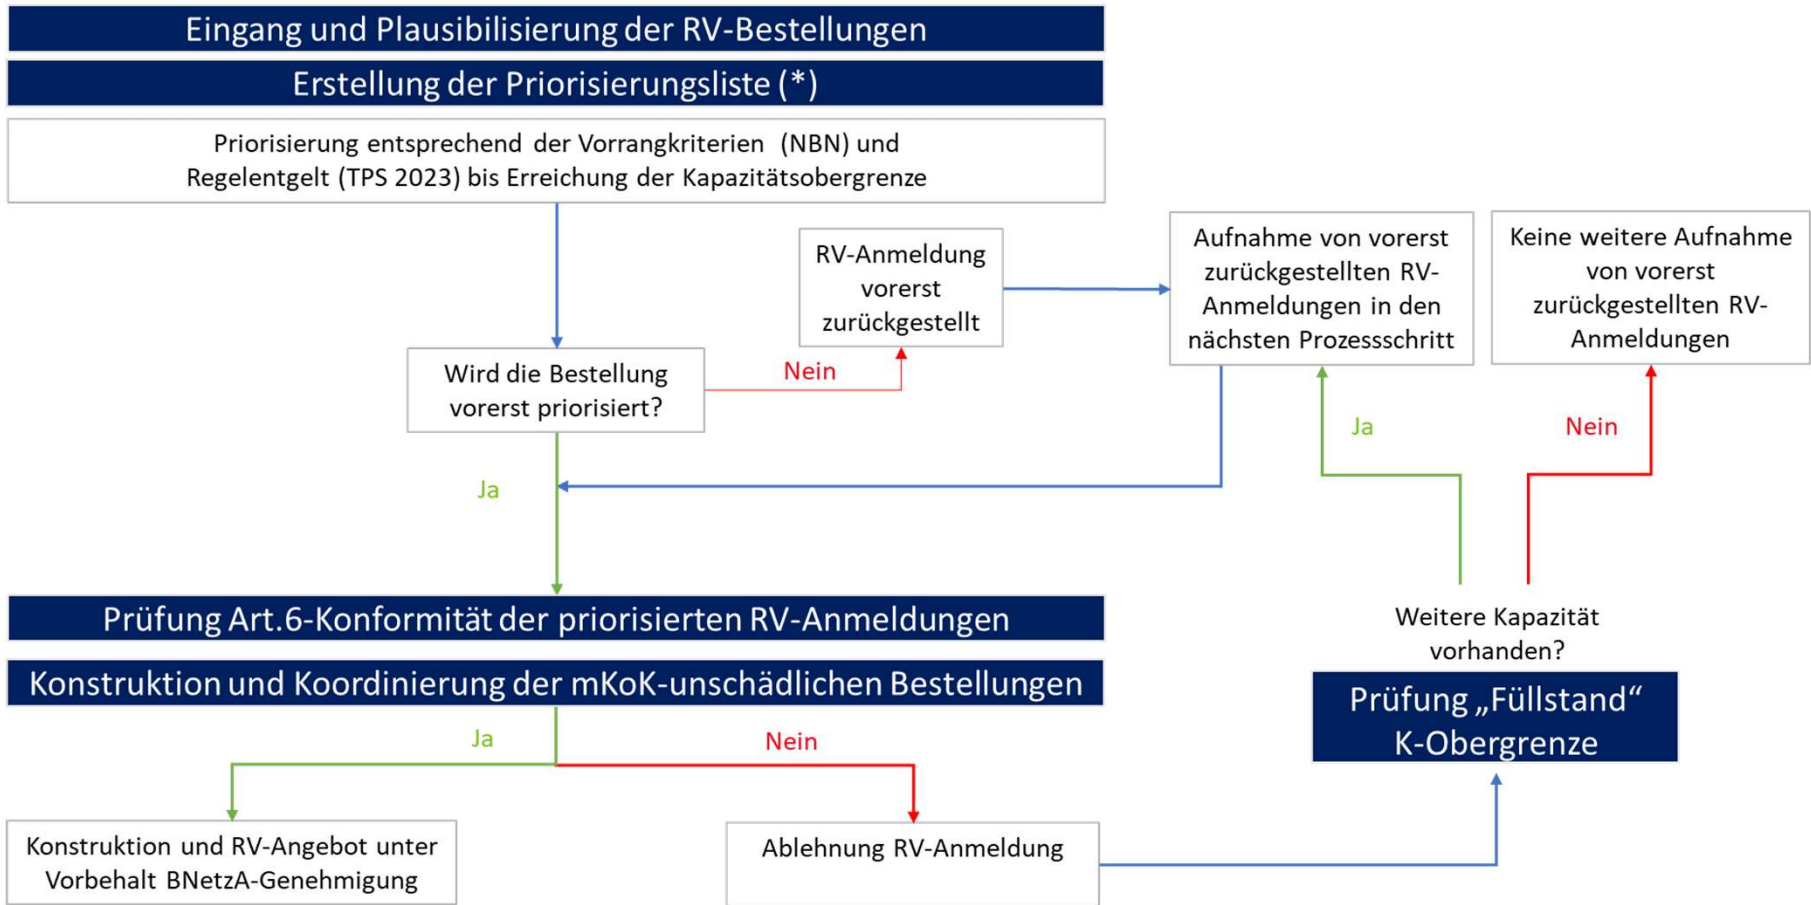 Eingang und Plausibilisierung der RV-Bestellungen
Erstellung der Priorisierungsliste (*)
Priorisierung entsprechend der Vorrangkriterien (NBN) und
Regelentgelt (TPS 2023) bis Erreichung der Kapazitätsobergrenze
RV-Anmeldung
vorerst
zurückgestellt
Aufnahme von vorerst
zurückgestellten RV-
Anmeldungen in den
nächsten Prozessschritt
Keine weitere Aufnahme
von vorerst
zurückgestellten RV-
Anmeldungen
Wird die Bestellung
vorerst priorisiert?
Nein
Ja
Nein
Ja
Prüfung Art.6-Konformität der priorisierten RV-Anmeldungen
Konstruktion und Koordinierung der mKoK-unschädlichen Bestellungen
Weitere Kapazität
vorhanden?
Prüfung „Füllstand“
K-Obergrenze
Ja
Nein
Konstruktion und RV-Angebot unter
Vorbehalt BNetzA-Genehmigung
Ablehnung RV-Anmeldung